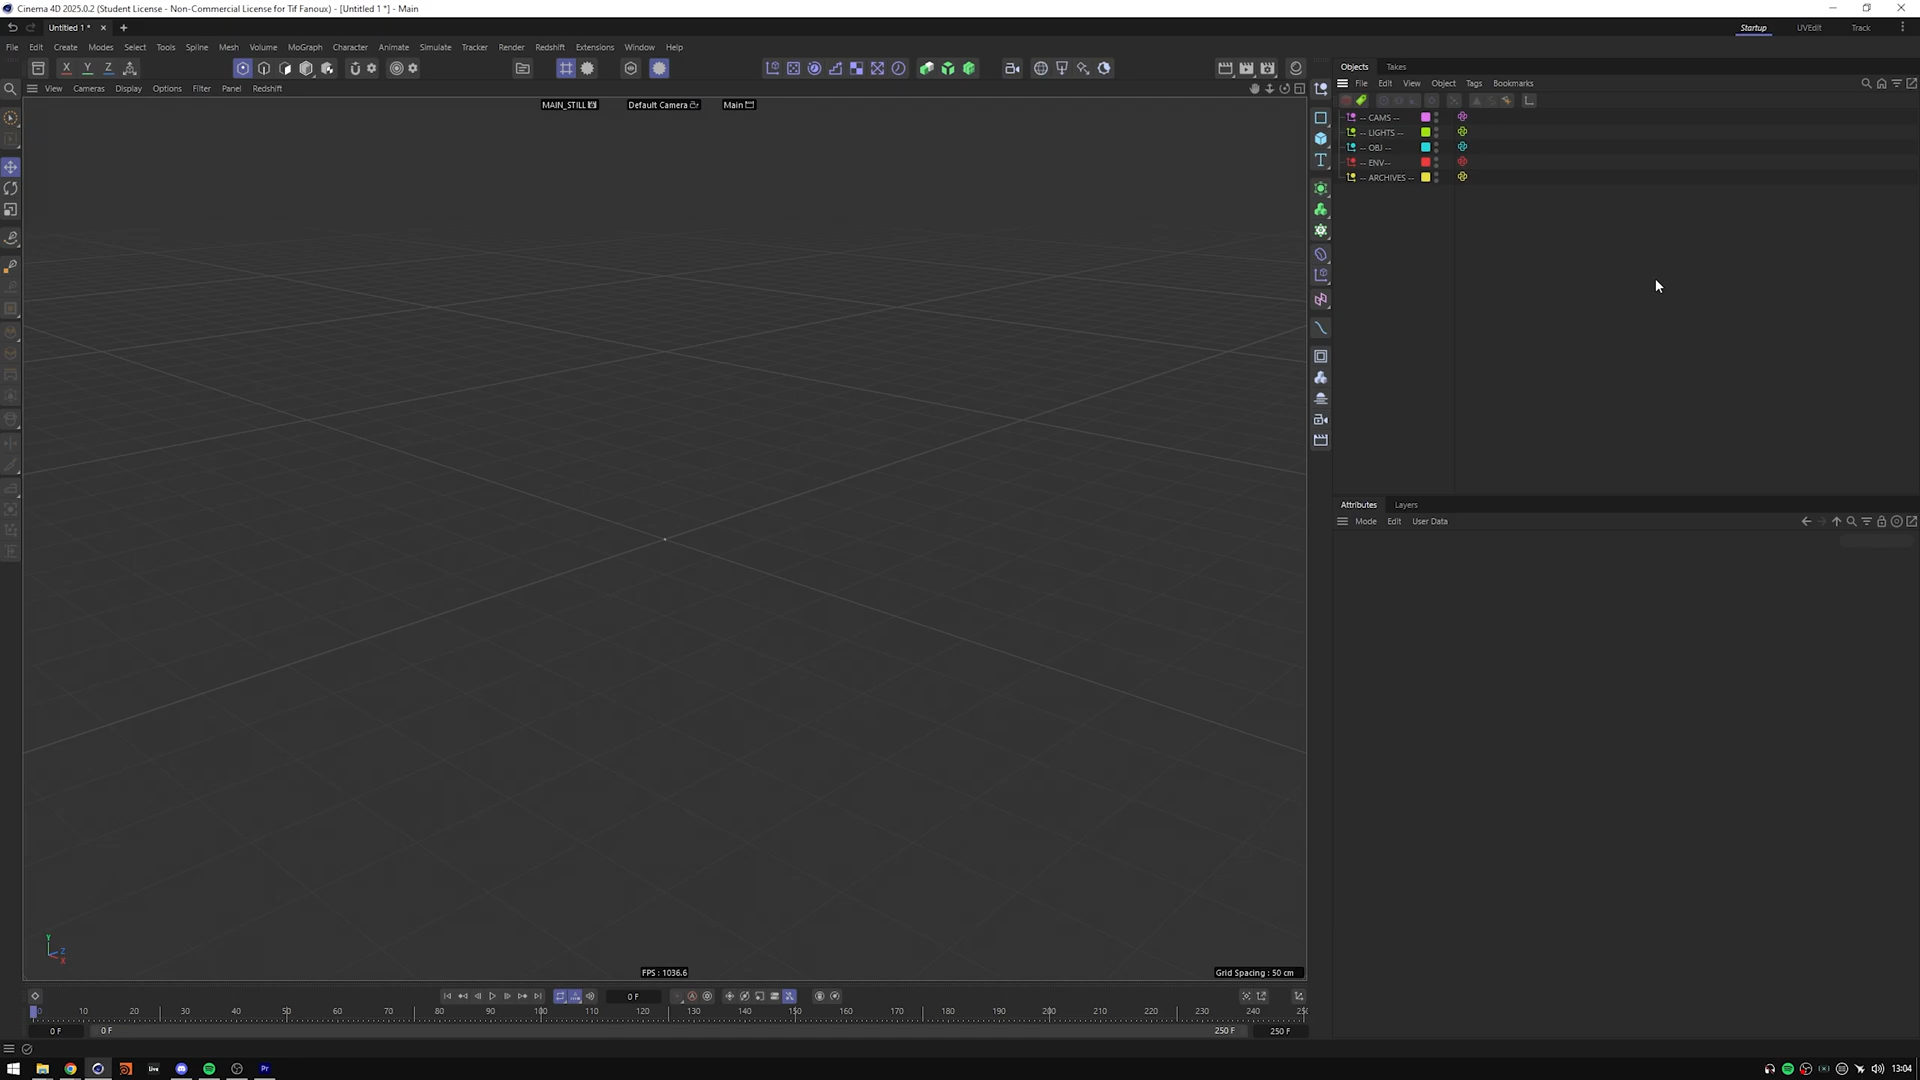 Cinema 4D 2025.0.2 (Student License - Non-Commercial License for Tif Fanoux) - [Untitled 1 *] - Main
Untitled 1 *
Startup UVEdit Track
File Edit Create Modes Select Tools Spline Mesh Volume MoGraph Character Animate Simulate Tracker Render Redshift Extensions Window Help
X Y Z
Objects Takes
File Edit View Object Tags Bookmarks
View Cameras Display Options Filter Panel Redshift
MAIN_STILL Default Camera Main
-- CAMS --
-- LIGHTS --
-- OBJ --
-- ENV--
-- ARCHIVES --
Attributes Layers
Mode Edit User Data
Y
Z
X
FPS : 1036.6
Grid Spacing : 50 cm
0 F
0 10 20 30 40 50 60 70 80 90 100 110 120 130 140 150 160 170 180 190 200 210 220 230 240 25
0 F 0 F 250 F 250 F
Live Pr 13:04